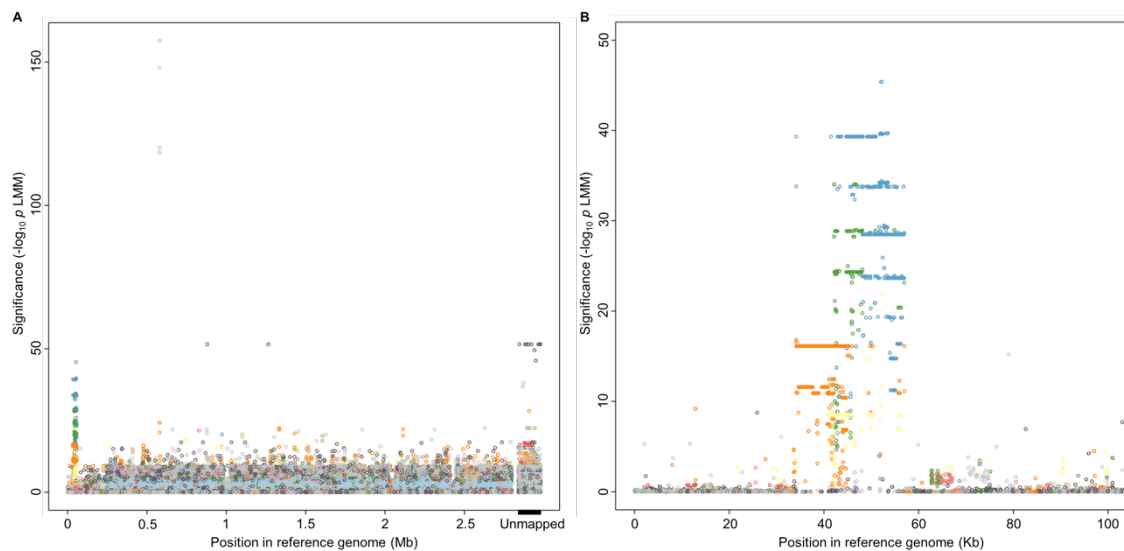 A
Significance (-log10 p LMM)
150
100
50
0
0 0.5 1 1.5 2 2.5 Unmapped
Position in reference genome (Mb)
B
Significance (-log10 p LMM)
50
40
30
20
10
0
0 20 40 60 80 100
Position in reference genome (Kb)